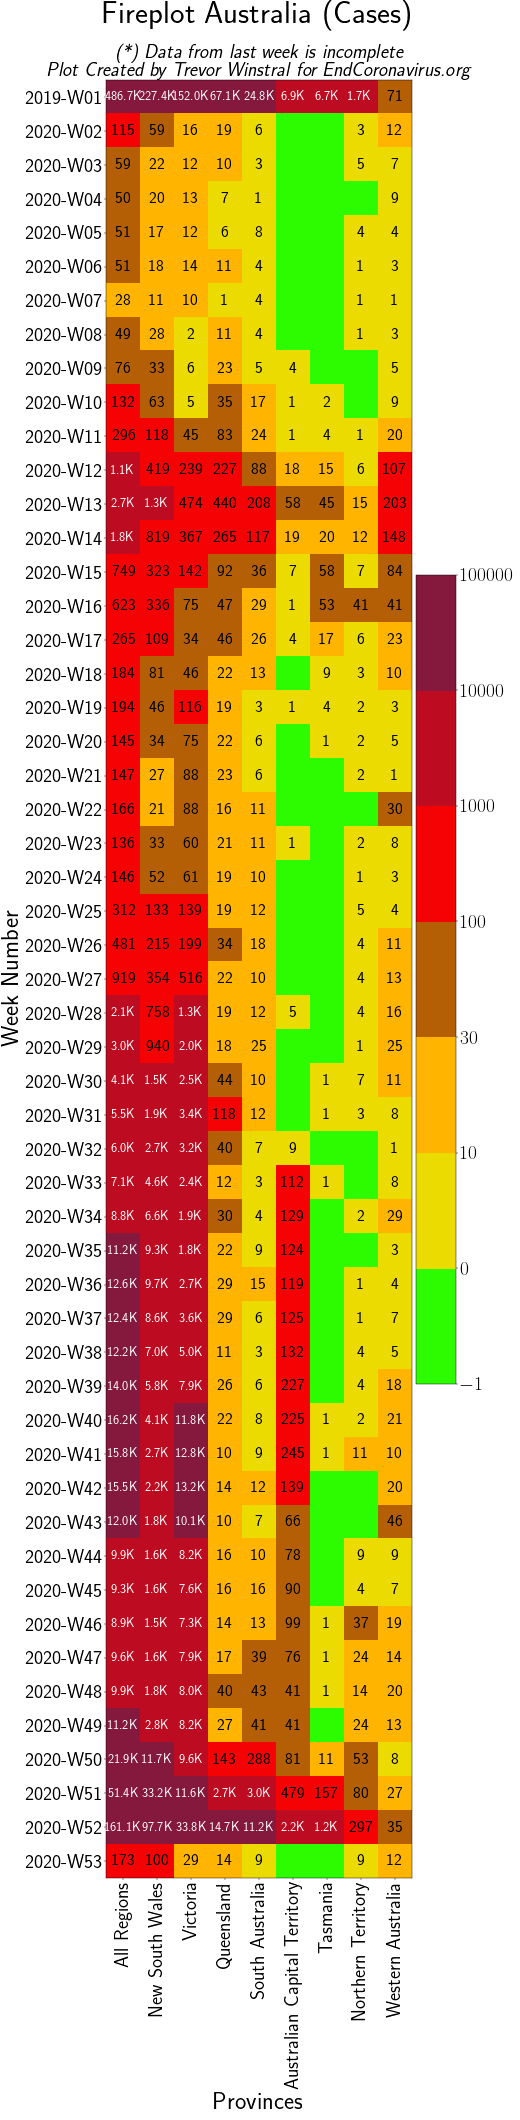 Fireplot Australia (Cases)
(*) Data from last week is incomplete
Plot Created by Trevor Winstral for EndCoronavirus.org
2019-W01 486.7K 227.4K 152.0K 67.1K 24.8K 6.9K 6.7K 1.7K 71
2020-W02 115 59 16 19 6 3 12
2020-W03 59 22 12 10 3 5 7
2020-W04 50 20 13 7 1 9
2020-W05 51 17 12 6 8 4 4
2020-W06 51 18 14 11 4 1 3
2020-W07 28 11 10 1 4 1 1
2020-W08 49 28 2 11 4 1 3
2020-W09 76 33 6 23 5 4 5
2020-W10 132 63 5 35 17 1 2 9
2020-W11 296 118 45 83 24 1 4 1 20
2020-W12 1.1K 419 239 227 88 18 15 6 107
2020-W13 2.7K 1.3K 474 440 208 58 45 15 203
2020-W14 1.8K 819 367 265 117 19 20 12 148
2020-W15 749 323 142 92 36 7 58 7 84
2020-W16 623 336 75 47 29 1 53 41 41
2020-W17 265 109 34 46 26 4 17 6 23
2020-W18 184 81 46 22 13 9 3 10
2020-W19 194 46 116 19 3 1 4 2 3
2020-W20 145 34 75 22 6 1 2 5
2020-W21 147 27 88 23 6 2 1
2020-W22 166 21 88 16 11 30
2020-W23 136 33 60 21 11 1 2 8
2020-W24 146 52 61 19 10 1 3
2020-W25 312 133 139 19 12 5 4
2020-W26 481 215 199 34 18 4 11
2020-W27 919 354 516 22 10 4 13
2020-W28 2.1K 758 1.3K 19 12 5 4 16
2020-W29 3.0K 940 2.0K 18 25 1 25
2020-W30 4.1K 1.5K 2.5K 44 10 1 7 11
2020-W31 5.5K 1.9K 3.4K 118 12 1 3 8
2020-W32 6.0K 2.7K 3.2K 40 7 9 1
2020-W33 7.1K 4.6K 2.4K 12 3 112 1 8
2020-W34 8.8K 6.6K 1.9K 30 4 129 2 29
2020-W35 11.2K 9.3K 1.8K 22 9 124 3
2020-W36 12.6K 9.7K 2.7K 29 15 119 1 4
2020-W37 12.4K 8.6K 3.6K 29 6 125 1 7
2020-W38 12.2K 7.0K 5.0K 11 3 132 4 5
2020-W39 14.0K 5.8K 7.9K 26 6 227 4 18
2020-W40 16.2K 4.1K 11.8K 22 8 225 1 2 21
2020-W41 15.8K 2.7K 12.8K 10 9 245 1 11 10
2020-W42 15.5K 2.2K 13.2K 14 12 139 20
2020-W43 12.0K 1.8K 10.1K 10 7 66 46
2020-W44 9.9K 1.6K 8.2K 16 10 78 9 9
2020-W45 9.3K 1.6K 7.6K 16 16 90 4 7
2020-W46 8.9K 1.5K 7.3K 14 13 99 1 37 19
2020-W47 9.6K 1.6K 7.9K 17 39 76 1 24 14
2020-W48 9.9K 1.8K 8.0K 40 43 41 1 14 20
2020-W49 11.2K 2.8K 8.2K 27 41 41 24 13
2020-W50 21.9K 11.7K 9.6K 143 288 81 11 53 8
2020-W51 51.4K 33.2K 11.6K 2.7K 3.0K 479 157 80 27
2020-W52 161.1K 97.7K 33.8K 14.7K 11.2K 2.2K 1.2K 297 35
2020-W53 173 100 29 14 9 9 12
Week Number
All Regions
New South Wales
Victoria
Queensland
South Australia
Australian Capital Territory
Tasmania
Northern Territory
Western Australia
Provinces
100000
10000
1000
100
30
10
0
−1